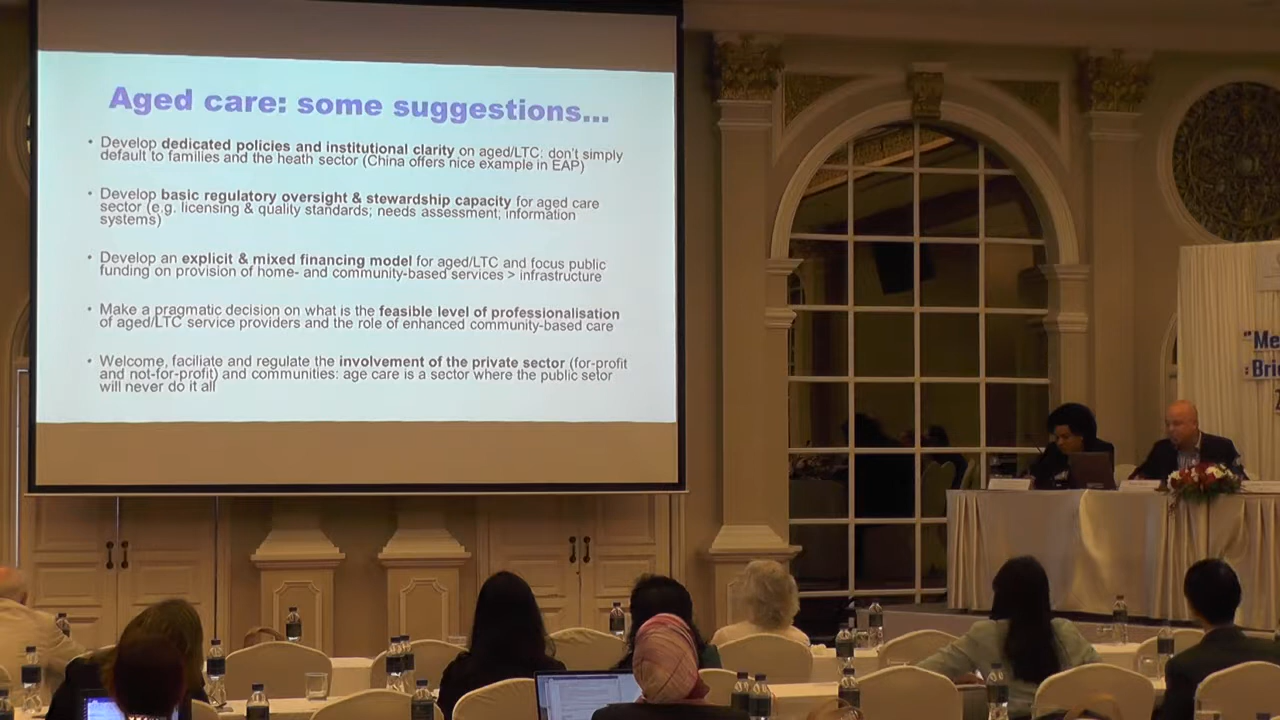 Aged care: some suggestions...
• Develop dedicated policies and institutional clarity on aged/LTC: don't simply
default to families and the heath sector (China offers nice example in EAP)
• Develop basic regulatory oversight & stewardship capacity for aged care
sector (e.g. licensing & quality standards; needs assessment; information
systems)
• Develop an explicit & mixed financing model for aged/LTC and focus public
funding on provision of home- and community-based services > infrastructure
• Make a pragmatic decision on what is the feasible level of professionalisation
of aged/LTC service providers and the role of enhanced community-based care
• Welcome, faciliate and regulate the involvement of the private sector (for-profit
and not-for-profit) and communities: age care is a sector where the public setor
will never do it all
"Me